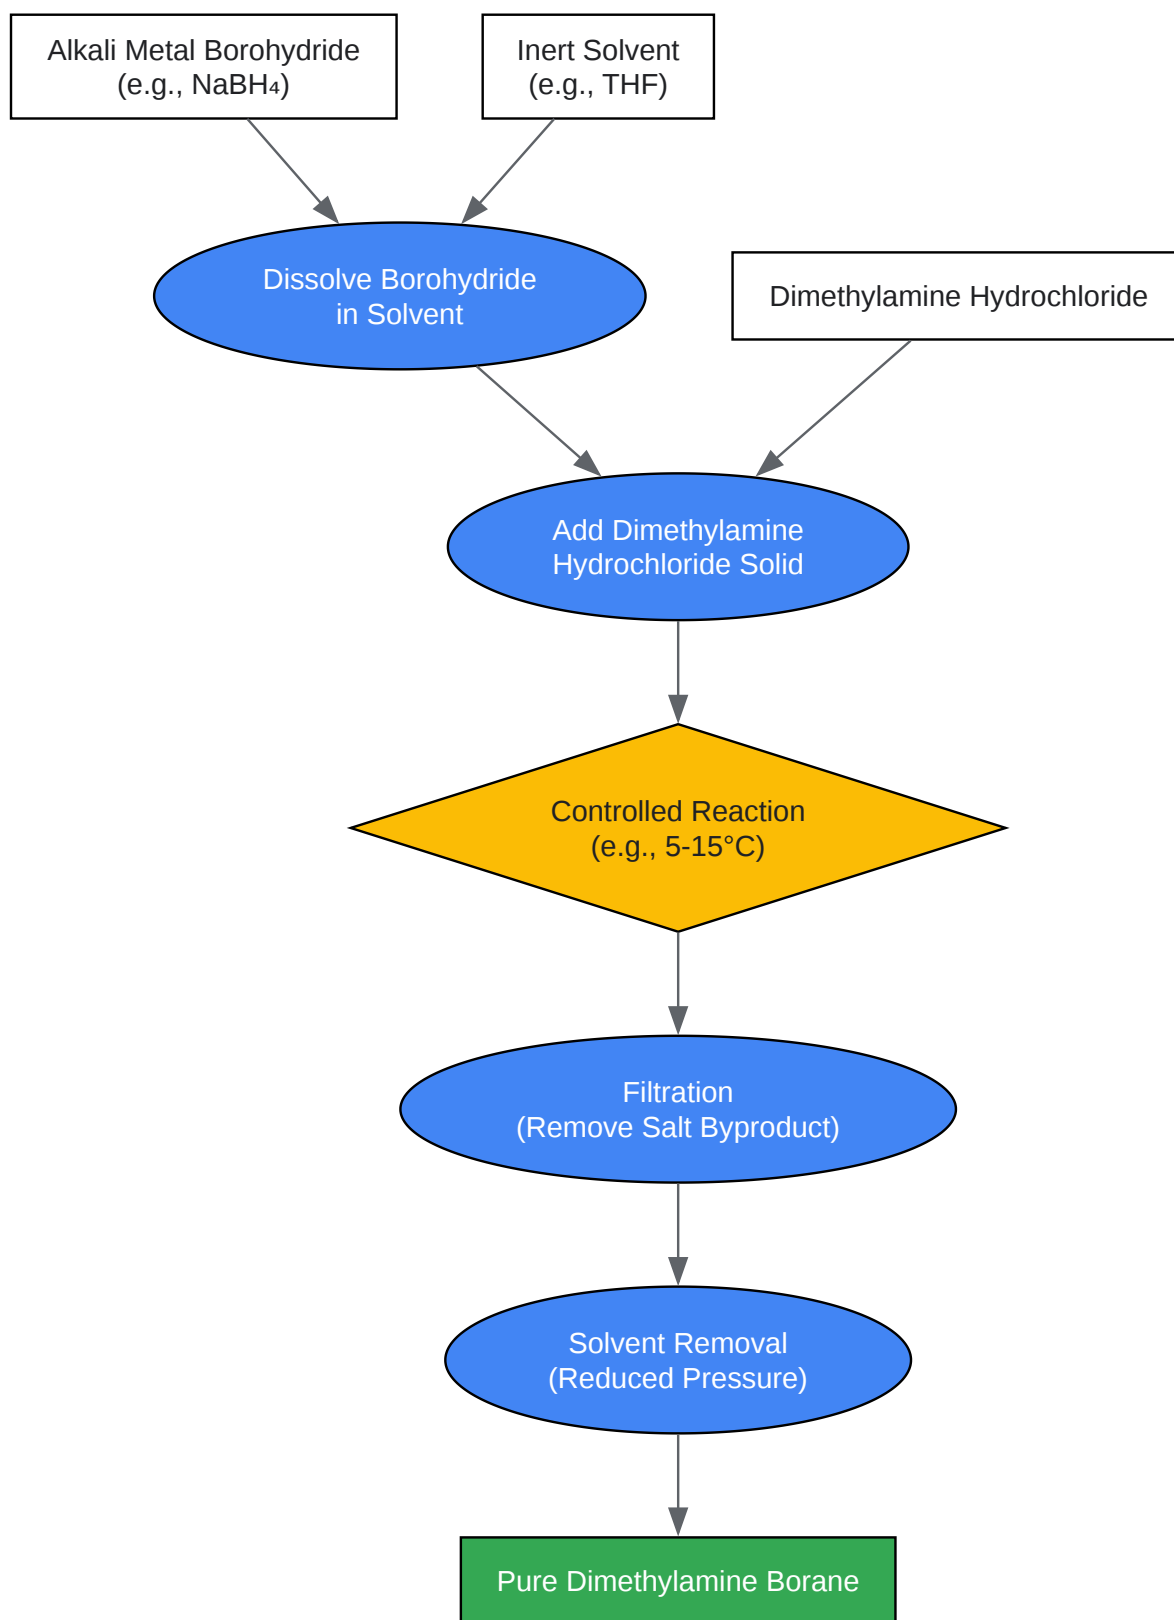 Alkali Metal Borohydride
(e.g., NaBH₄)
Inert Solvent
(e.g., THF)
Dissolve Borohydride
in Solvent
Dimethylamine Hydrochloride
Add Dimethylamine
Hydrochloride Solid
Controlled Reaction
(e.g., 5-15°C)
Filtration
(Remove Salt Byproduct)
Solvent Removal
(Reduced Pressure)
Pure Dimethylamine Borane